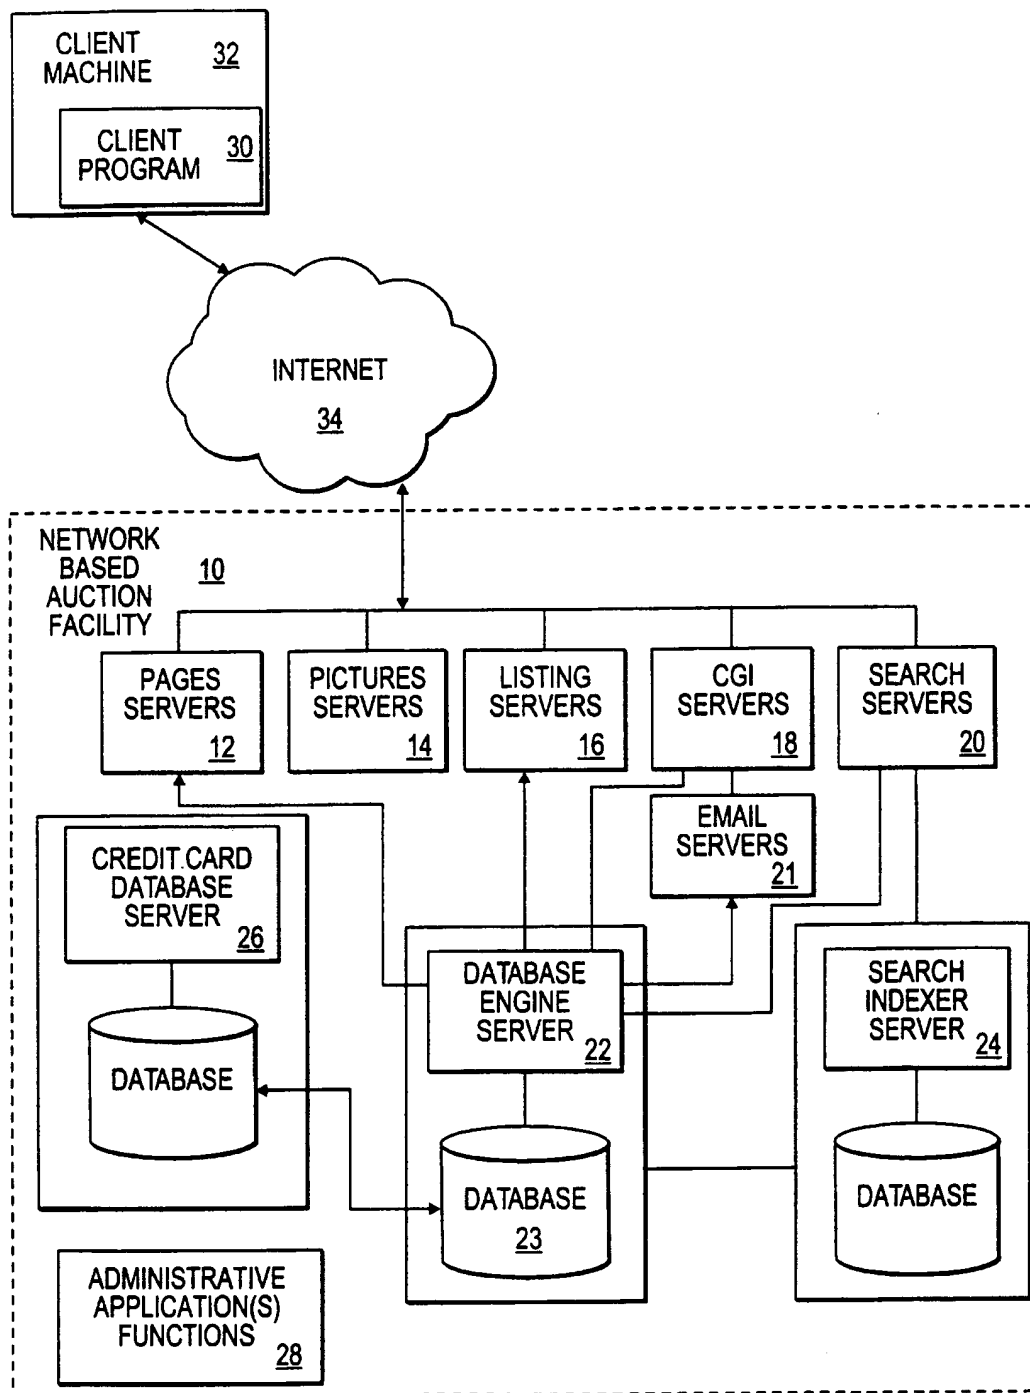 CLIENT
MACHINE
32
CLIENT
PROGRAM
30
INTERNET
34
NETWORK
BASED
AUCTION
FACILITY
10
PAGES
SERVERS
12
PICTURES
SERVERS
14
LISTING
SERVERS
16
CGI
SERVERS
18
SEARCH
SERVERS
20
EMAIL
SERVERS
21
CREDIT.CARD
DATABASE
SERVER
26
DATABASE
DATABASE
ENGINE
SERVER
22
DATABASE
23
SEARCH
INDEXER
SERVER
24
DATABASE
ADMINISTRATIVE
APPLICATION(S)
FUNCTIONS
28